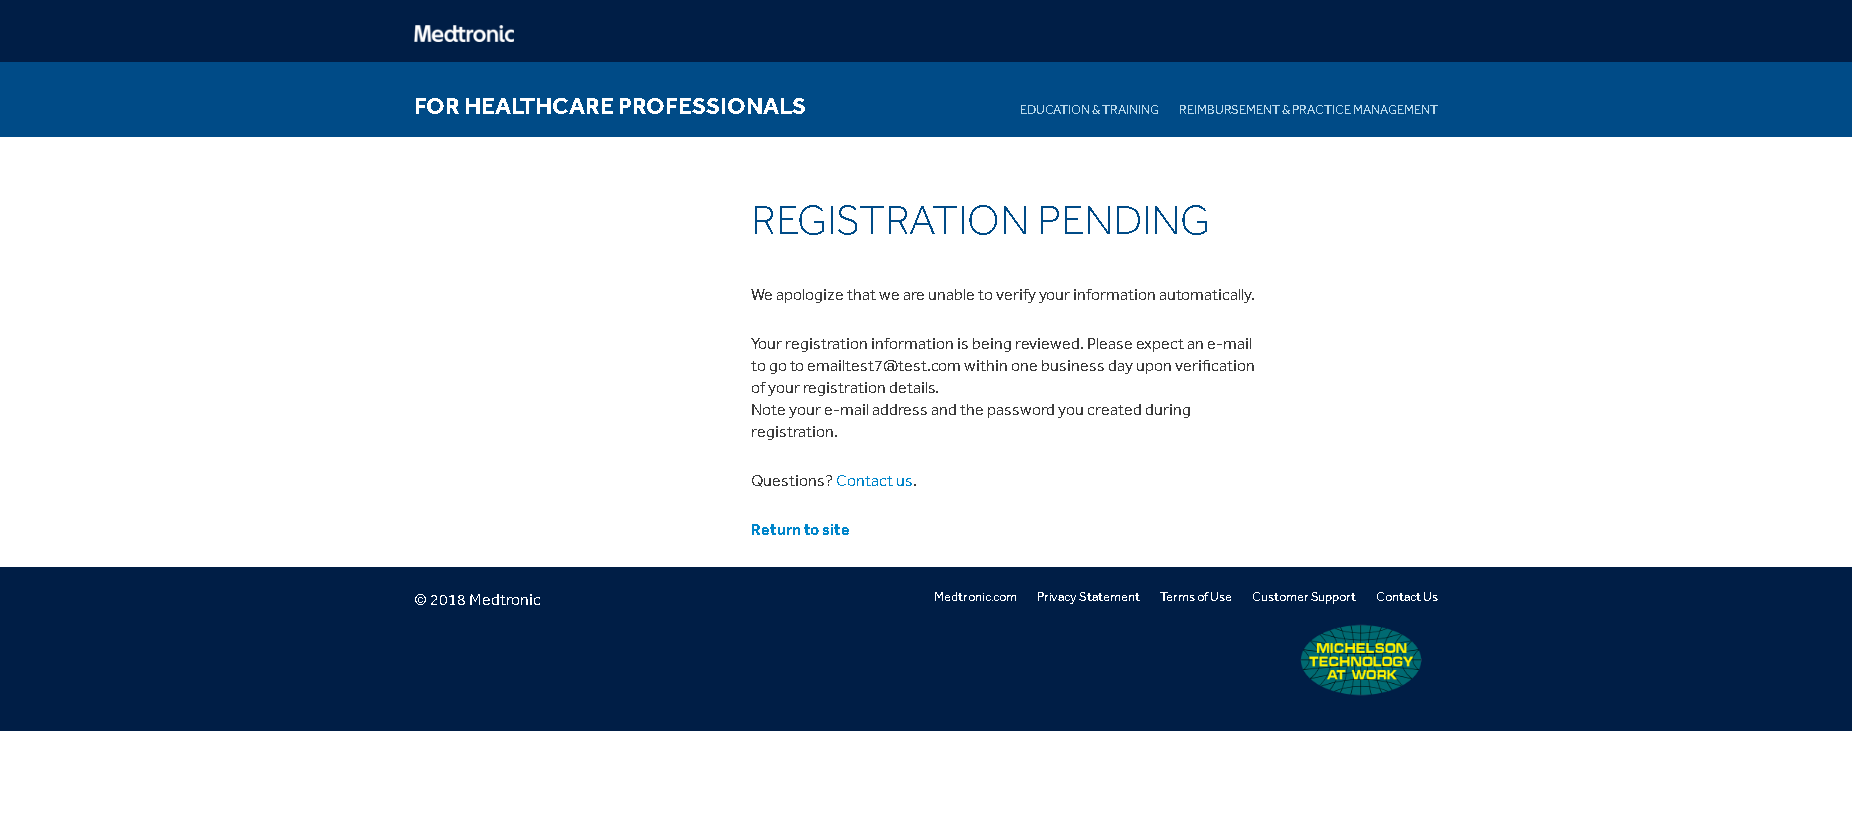 Medtronic
FOR HEALTHCARE PROFESSIONALS
EDUCATION & TRAINING
REIMBURSEMENT & PRACTICE MANAGEMENT
REGISTRATION PENDING
We apologize that we are unable to verify your information automatically.
Your registration information is being reviewed. Please expect an e-mail
to go to emailtest7@test.com within one business day upon verification
of your registration details.
Note your e-mail address and the password you created during
registration.
Questions? Contact us.
Return to site
© 2018 Medtronic
Medtronic.com
Privacy Statement
Terms of Use
Customer Support
Contact Us
MICHELSON
TECHNOLOGY
AT WORK